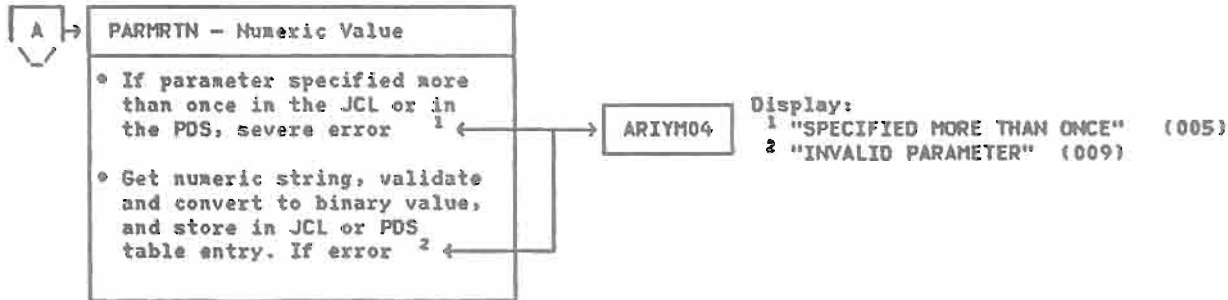 A
PARMRTN - Numeric Value
• If parameter specified more
than once in the JCL or in
the PDS, severe error 1
• Get numeric string, validate
and convert to binary value,
and store in JCL or PDS
table entry. If error 2
ARIYM04
Display:
1 "SPECIFIED MORE THAN ONCE" (005)
2 "INVALID PARAMETER" (009)